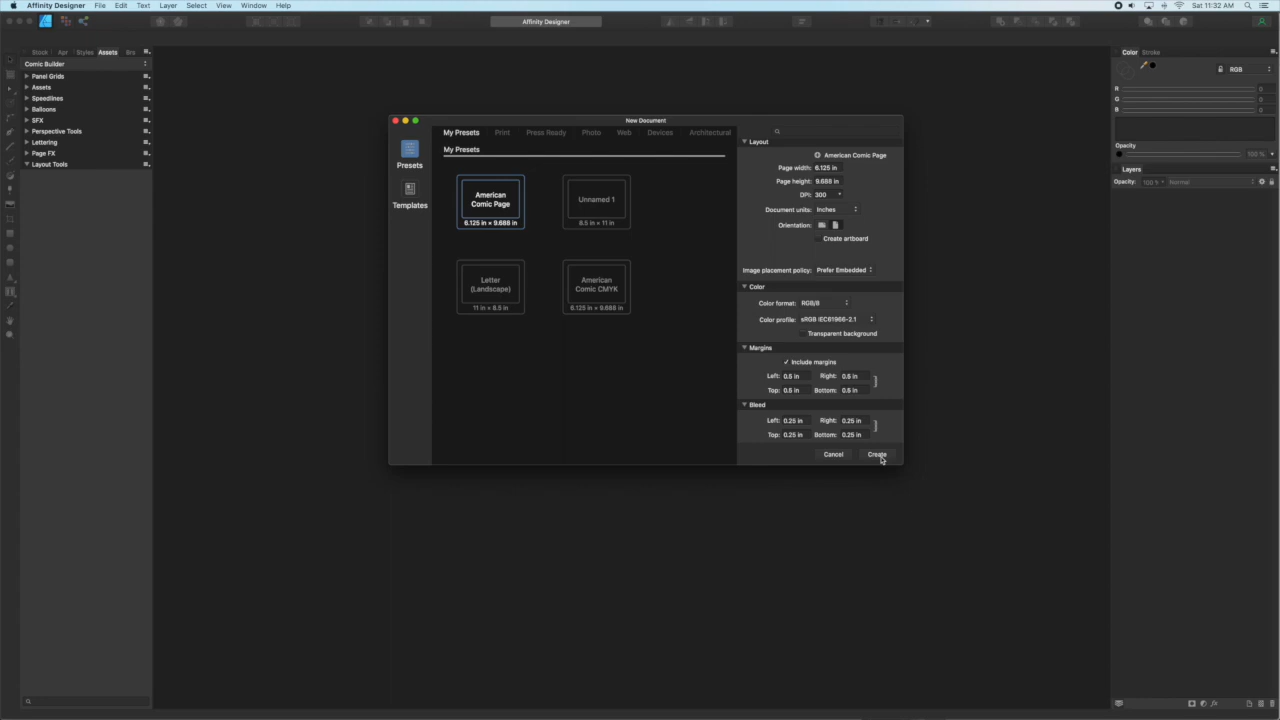 Affinity Designer File Edit Text Layer Select View Window Help
Sat 11:32 AM
Affinity Designer
Stock Apr Styles Assets Brs
Comic Builder
Panel Grids
Assets
Speedlines
Balloons
SFX
Perspective Tools
Lettering
Page FX
Layout Tools
New Document
Presets
Templates
My Presets Print Press Ready Photo Web Devices Architectural
My Presets
American
Comic Page
6.125 in × 9.688 in
Unnamed 1
8.5 in × 11 in
Letter
(Landscape)
11 in × 8.5 in
American
Comic CMYK
6.125 in × 9.688 in
Layout
American Comic Page
Page width: 6.125 in
Page height: 9.688 in
DPI: 300
Document units: Inches
Orientation:
Create artboard
Image placement policy: Prefer Embedded
Color
Color format: RGB/8
Color profile: sRGB IEC61966-2.1
Transparent background
Margins
Include margins
Left: 0.5 in Right: 0.5 in
Top: 0.5 in Bottom: 0.5 in
Bleed
Left: 0.25 in Right: 0.25 in
Top: 0.25 in Bottom: 0.25 in
Cancel Create
Color Stroke
RGB
R 0
G 0
B 0
Opacity
100 %
Layers
Opacity: 100 % Normal